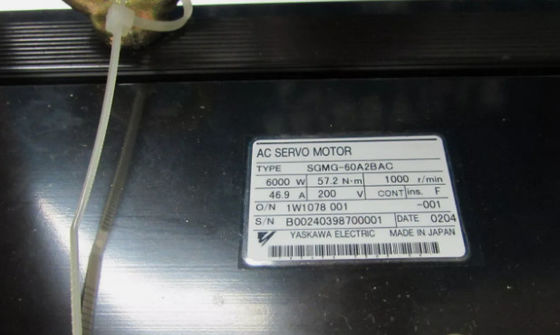 AC SERVO MOTOR
TYPE SGMG-60A2BAC
6000 W 57.2 N·m 1000 r/min
46.9 A 200 V CONT ins. F
O/N 1W1078 001 -001
S/N B00240398700001 DATE 0204
YASKAWA ELECTRIC MADE IN JAPAN